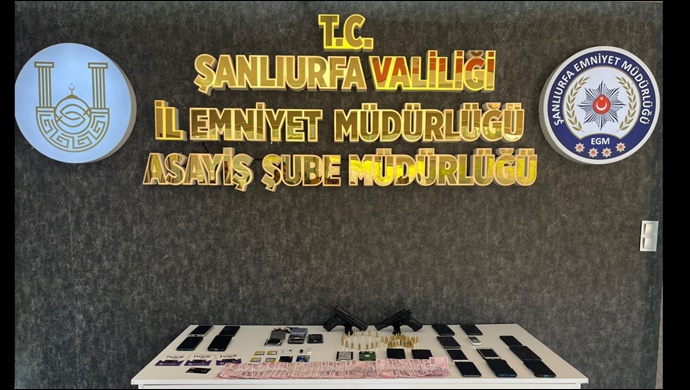 T.C.
ŞANLIURFA VALİLİĞİ
İL EMNİYET MÜDÜRLÜĞÜ
ASAYİŞ ŞUBE MÜDÜRLÜĞÜ
ŞANLIURFA EMNİYET MÜDÜRLÜĞÜ
EGM